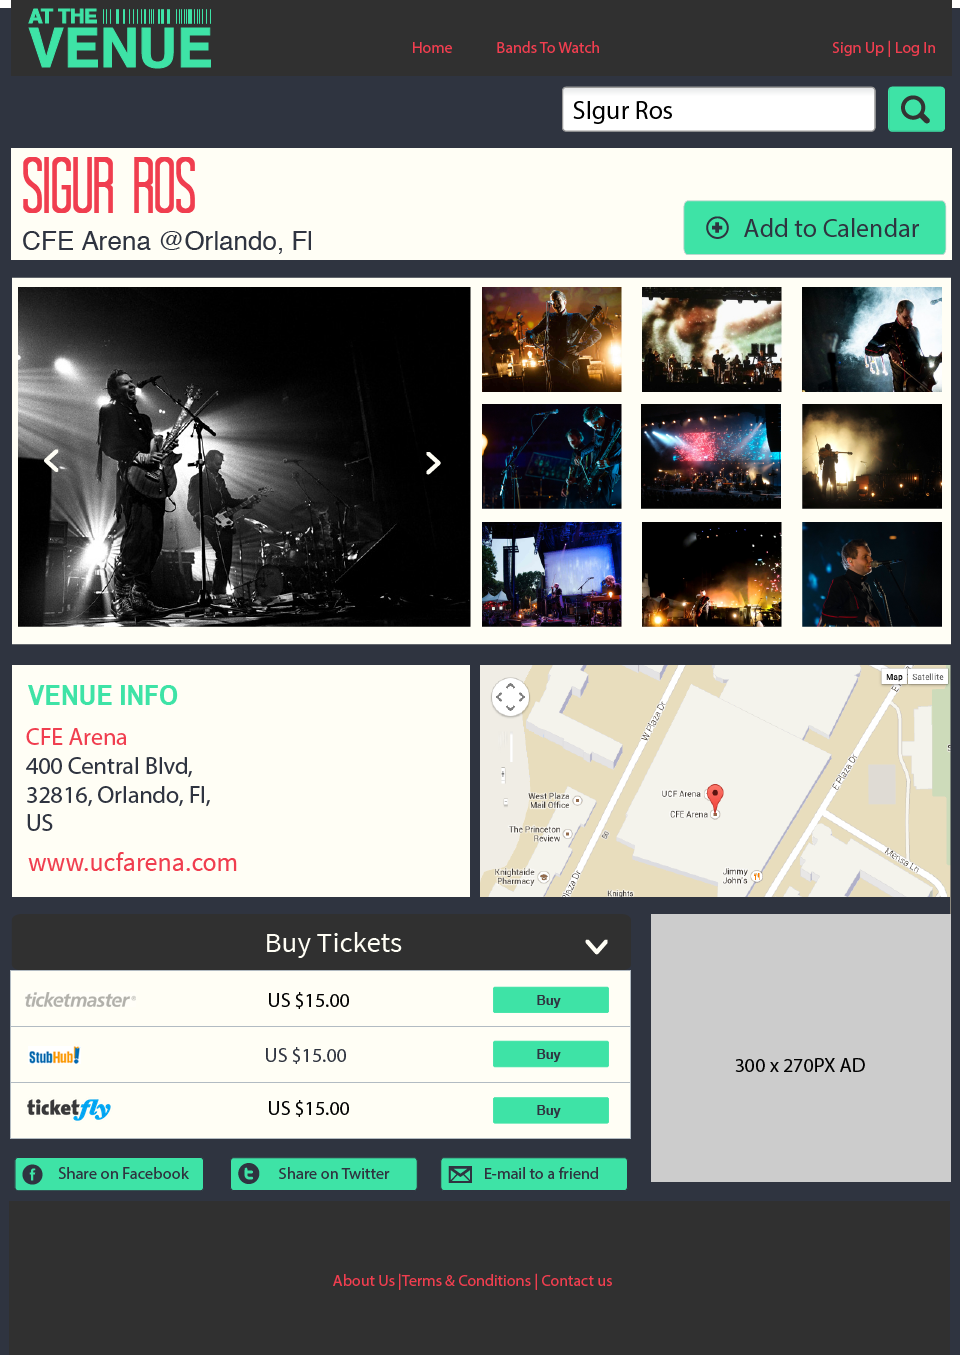 AT THE
VENUE
Home
Bands To Watch
Sign Up | Log In
SIgur Ros
SIGUR ROS
CFE Arena @Orlando, Fl
Add to Calendar
VENUE INFO
CFE Arena
400 Central Blvd,
32816, Orlando, Fl,
US
www.ucfarena.com
Map
Satellite
W Plaza Dr
E Plaza Dr
UCF Arena
CFE Arena
West Plaza
Mail Office
The Princeton
Review
Knightaide
Pharmacy
Plaza Dr
Knights
Jimmy
John's
Mensa Ln
Buy Tickets
ticketmaster®
US $15.00
Buy
StubHub!
US $15.00
Buy
ticketfly
US $15.00
Buy
300 x 270PX AD
Share on Facebook
Share on Twitter
E-mail to a friend
About Us |Terms & Conditions | Contact us